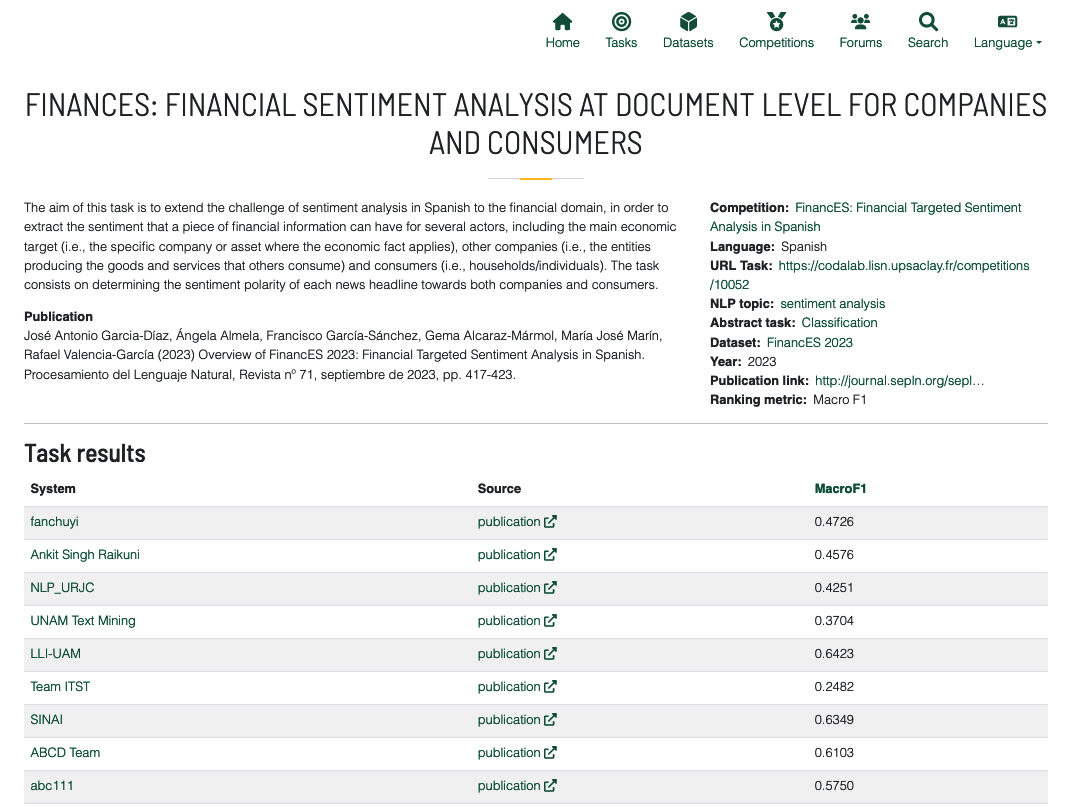 Home Tasks Datasets Competitions Forums Search Language
FINANCES: FINANCIAL SENTIMENT ANALYSIS AT DOCUMENT LEVEL FOR COMPANIES
AND CONSUMERS
The aim of this task is to extend the challenge of sentiment analysis in Spanish to the financial domain, in order to
extract the sentiment that a piece of financial information can have for several actors, including the main economic
target (i.e., the specific company or asset where the economic fact applies), other companies (i.e., the entities
producing the goods and services that others consume) and consumers (i.e., households/individuals). The task
consists on determining the sentiment polarity of each news headline towards both companies and consumers.
Publication
José Antonio Garcia-Díaz, Ángela Almela, Francisco García-Sánchez, Gema Alcaraz-Mármol, María José Marín,
Rafael Valencia-García (2023) Overview of FinancES 2023: Financial Targeted Sentiment Analysis in Spanish.
Procesamiento del Lenguaje Natural, Revista nº 71, septiembre de 2023, pp. 417-423.
Competition: FinancES: Financial Targeted Sentiment
Analysis in Spanish
Language: Spanish
URL Task: https://codalab.lisn.upsaclay.fr/competitions
/10052
NLP topic: sentiment analysis
Abstract task: Classification
Dataset: FinancES 2023
Year: 2023
Publication link: http://journal.sepln.org/sepl…
Ranking metric: Macro F1
Task results
System Source MacroF1
fanchuyi publication 0.4726
Ankit Singh Raikuni publication 0.4576
NLP_URJC publication 0.4251
UNAM Text Mining publication 0.3704
LLI-UAM publication 0.6423
Team ITST publication 0.2482
SINAI publication 0.6349
ABCD Team publication 0.6103
abc111 publication 0.5750